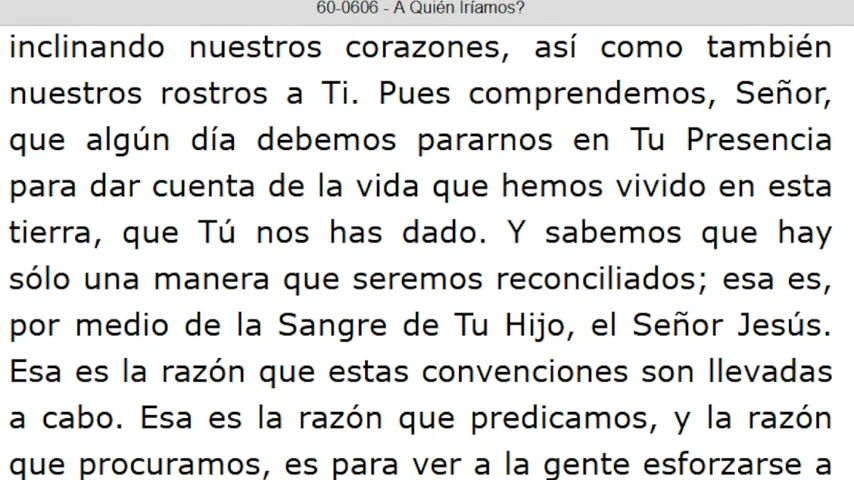 60-0606 - A Quién Iríamos?
inclinando nuestros corazones, así como también
nuestros rostros a Ti. Pues comprendemos, Señor,
que algún día debemos pararnos en Tu Presencia
para dar cuenta de la vida que hemos vivido en esta
tierra, que Tú nos has dado. Y sabemos que hay
sólo una manera que seremos reconciliados; esa es,
por medio de la Sangre de Tu Hijo, el Señor Jesús.
Esa es la razón que estas convenciones son llevadas
a cabo. Esa es la razón que predicamos, y la razón
que procuramos, es para ver a la gente esforzarse a